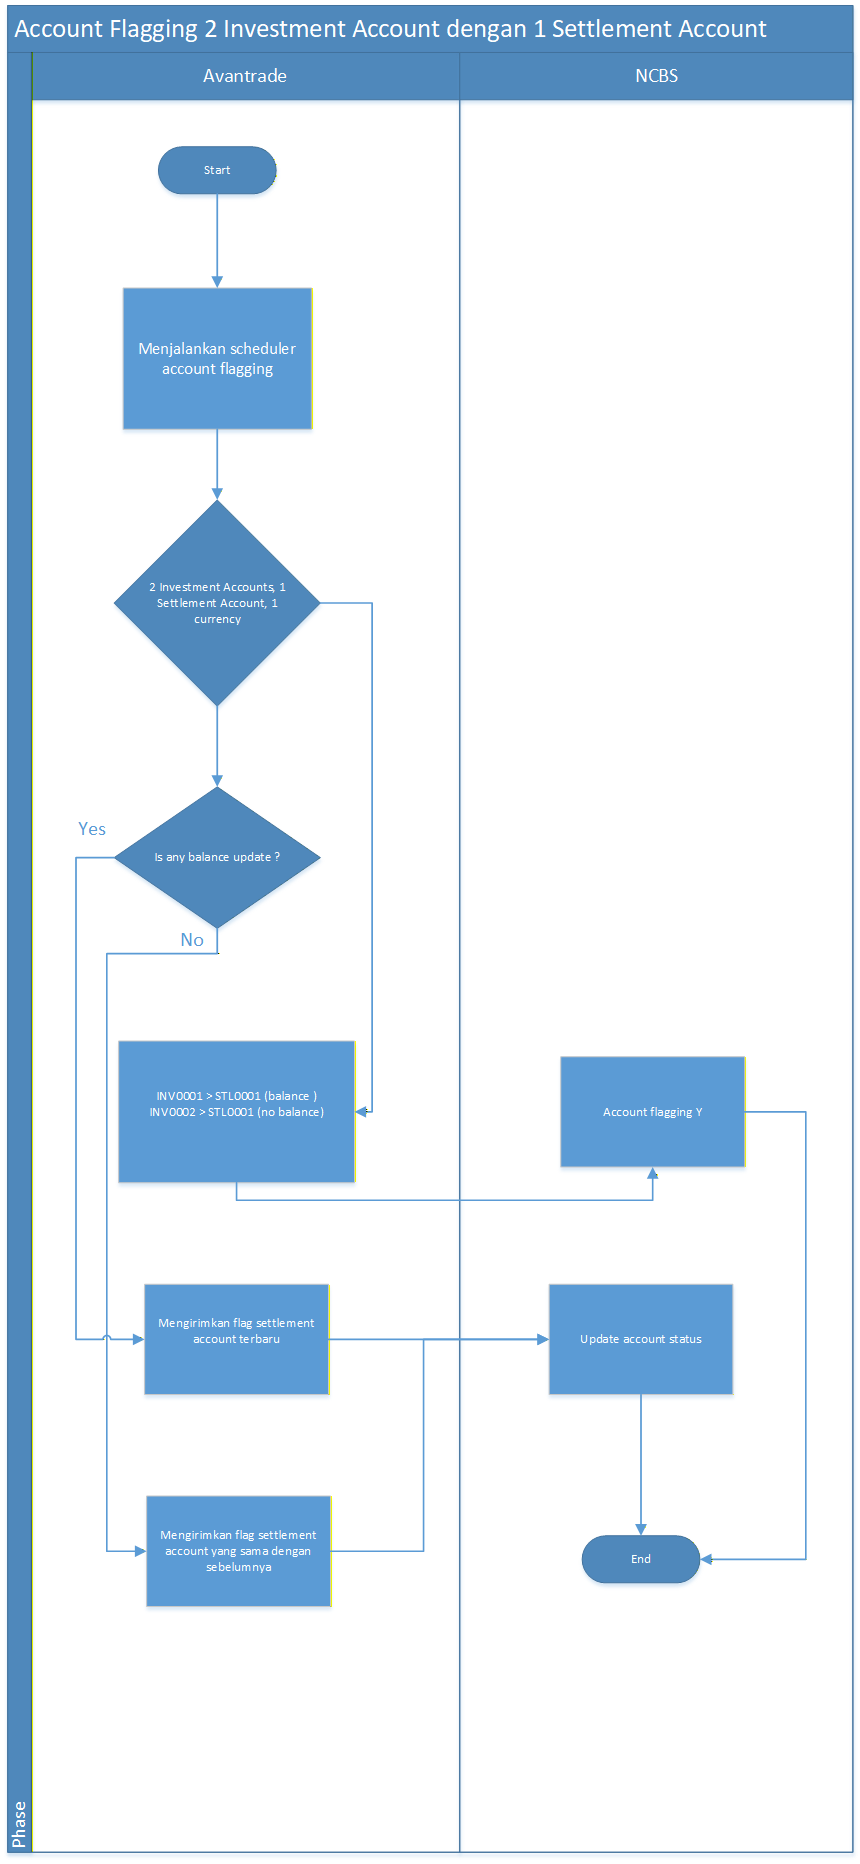 Account Flagging 2 Investment Account dengan 1 Settlement Account
Avantrade
NCBS
Start
Menjalankan scheduler
account flagging
2 Investment Accounts, 1
Settlement Account, 1
currency
Yes
Is any balance update ?
No
INV0001 > STL0001 (balance )
INV0002 > STL0001 (no balance)
Account flagging Y
Mengirimkan flag settlement
account terbaru
Update account status
Mengirimkan flag settlement
account yang sama dengan
sebelumnya
End
Phase